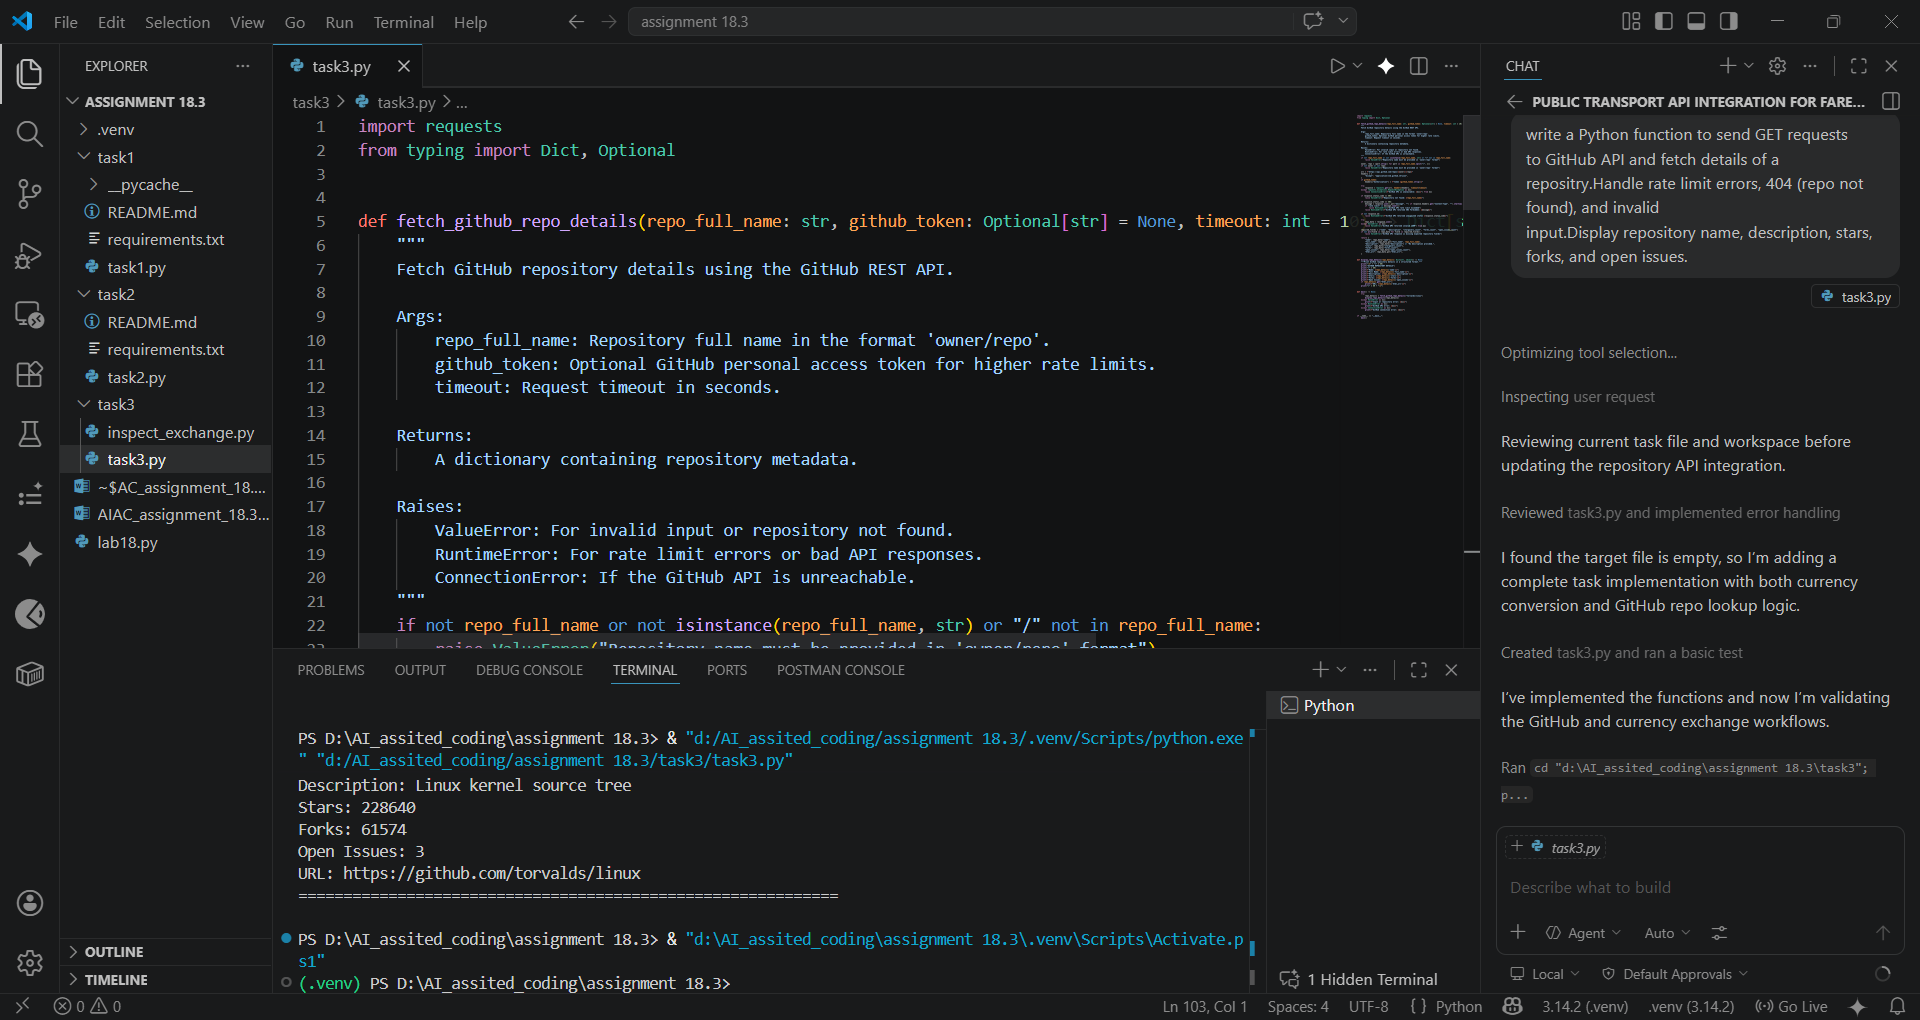 File Edit Selection View Go Run Terminal Help
assignment 18.3
EXPLORER
ASSIGNMENT 18.3
.venv
task1
__pycache__
README.md
requirements.txt
task1.py
task2
README.md
requirements.txt
task2.py
task3
inspect_exchange.py
task3.py
~$AC_assignment_18....
AIAC_assignment_18.3...
lab18.py
OUTLINE
TIMELINE
task3.py
task3 > task3.py > ...
1 import requests
2 from typing import Dict, Optional
3
4
5 def fetch_github_repo_details(repo_full_name: str, github_token: Optional[str] = None, timeout: int = 1
6 """
7 Fetch GitHub repository details using the GitHub REST API.
8
9 Args:
10 repo_full_name: Repository full name in the format 'owner/repo'.
11 github_token: Optional GitHub personal access token for higher rate limits.
12 timeout: Request timeout in seconds.
13
14 Returns:
15 A dictionary containing repository metadata.
16
17 Raises:
18 ValueError: For invalid input or repository not found.
19 RuntimeError: For rate limit errors or bad API responses.
20 ConnectionError: If the GitHub API is unreachable.
21 """
22 if not repo_full_name or not isinstance(repo_full_name, str) or "/" not in repo_full_name:
23 raise ValueError("Repository name must be provided in 'owner/repo' format")
PROBLEMS OUTPUT DEBUG CONSOLE TERMINAL PORTS POSTMAN CONSOLE
PS D:\AI_assited_coding\assignment 18.3> & "d:/AI_assited_coding/assignment 18.3/.venv/Scripts/python.exe
" "d:/AI_assited_coding/assignment 18.3/task3/task3.py"
Description: Linux kernel source tree
Stars: 228640
Forks: 61574
Open Issues: 3
URL: https://github.com/torvalds/linux
============================================================
PS D:\AI_assited_coding\assignment 18.3> & "d:\AI_assited_coding\assignment 18.3\.venv\Scripts\Activate.p
s1"
(.venv) PS D:\AI_assited_coding\assignment 18.3>
Python
1 Hidden Terminal
CHAT
PUBLIC TRANSPORT API INTEGRATION FOR FARE...
write a Python function to send GET requests
to GitHub API and fetch details of a
repositry.Handle rate limit errors, 404 (repo not
found), and invalid
input.Display repository name, description, stars,
forks, and open issues.
task3.py
Optimizing tool selection...
Inspecting user request
Reviewing current task file and workspace before
updating the repository API integration.
Reviewed task3.py and implemented error handling
I found the target file is empty, so I'm adding a
complete task implementation with both currency
conversion and GitHub repo lookup logic.
Created task3.py and ran a basic test
I've implemented the functions and now I'm validating
the GitHub and currency exchange workflows.
Ran cd "d:\AI_assited_coding\assignment 18.3\task3";
p...
task3.py
Describe what to build
Agent Auto
Local Default Approvals
0 0
Ln 103, Col 1 Spaces: 4 UTF-8 { } Python 3.14.2 (.venv) .venv (3.14.2) Go Live